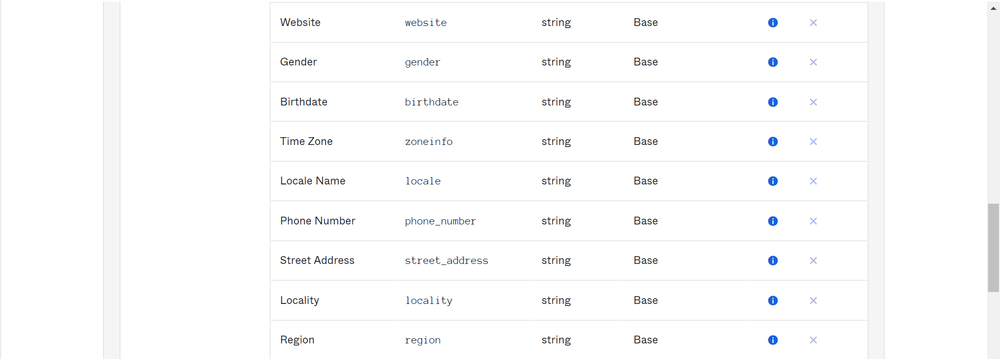 Website website string Base
Gender gender string Base
Birthdate birthdate string Base
Time Zone zoneinfo string Base
Locale Name locale string Base
Phone Number phone_number string Base
Street Address street_address string Base
Locality locality string Base
Region region string Base